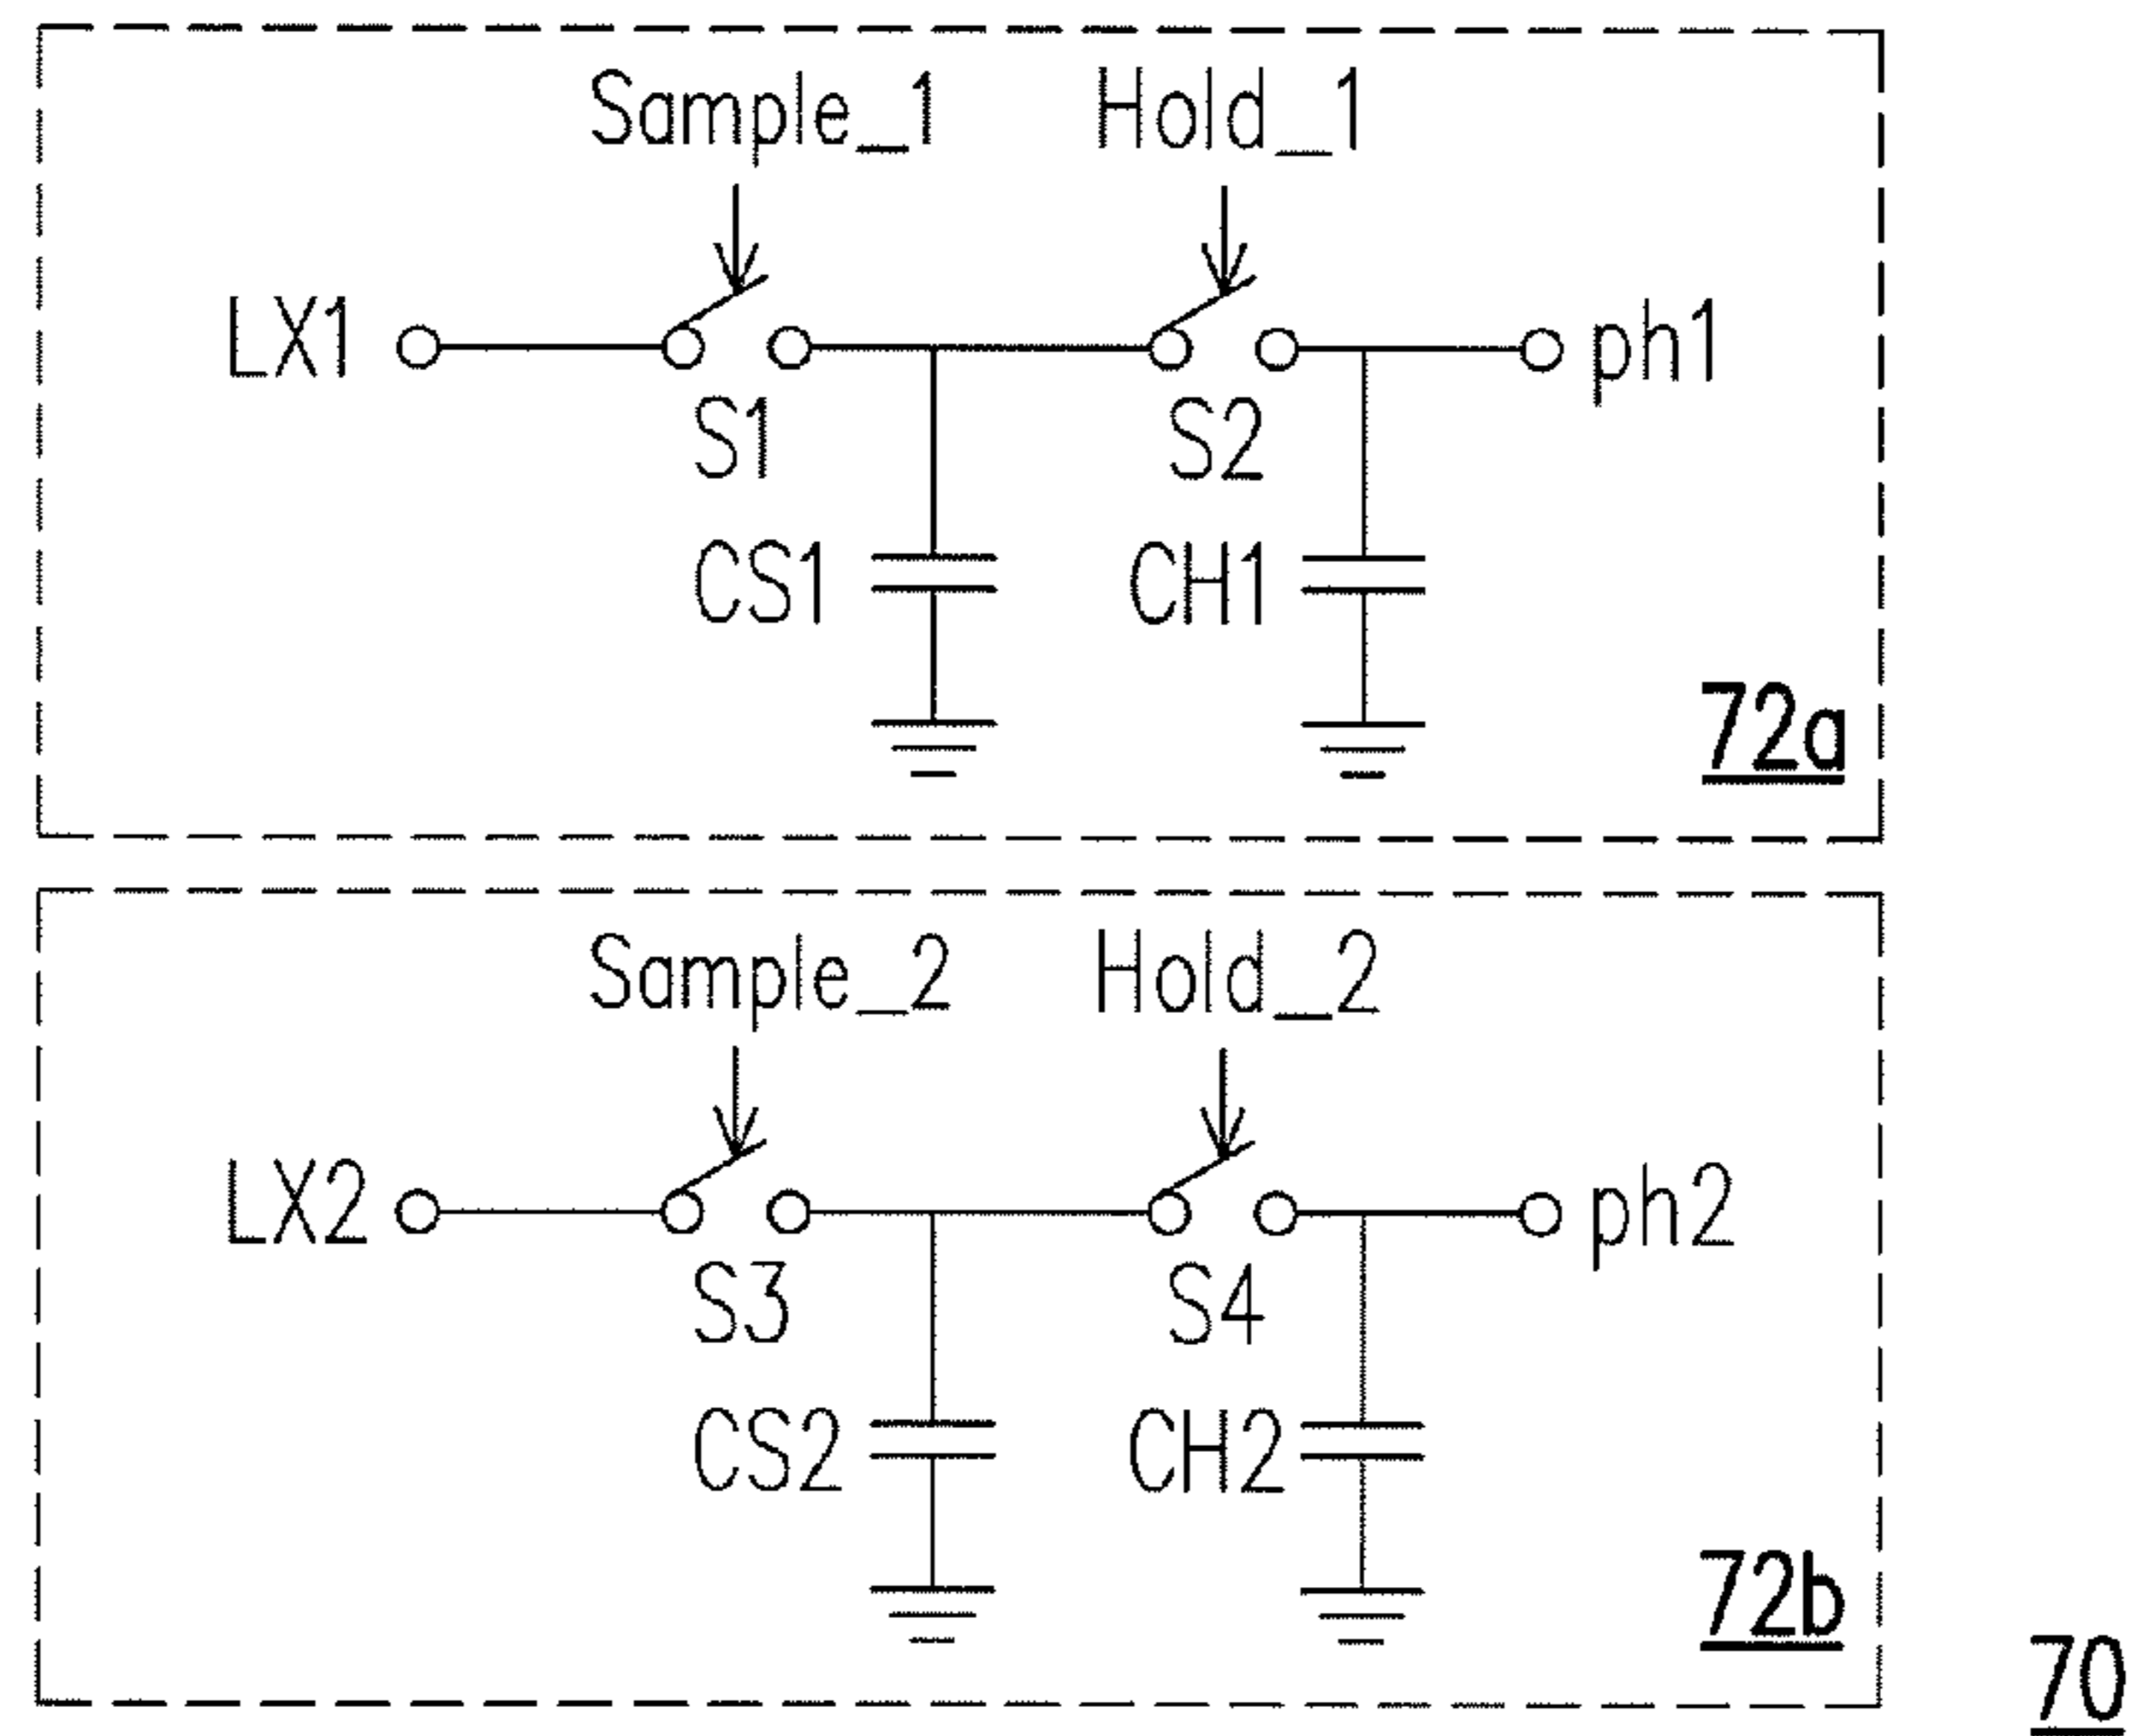 Sample_1 Hold_1
LX1 ph1
S1 S2
CS1 CH1
72a
Sample_2 Hold_2
LX2 ph2
S3 S4
CS2 CH2
72b
70